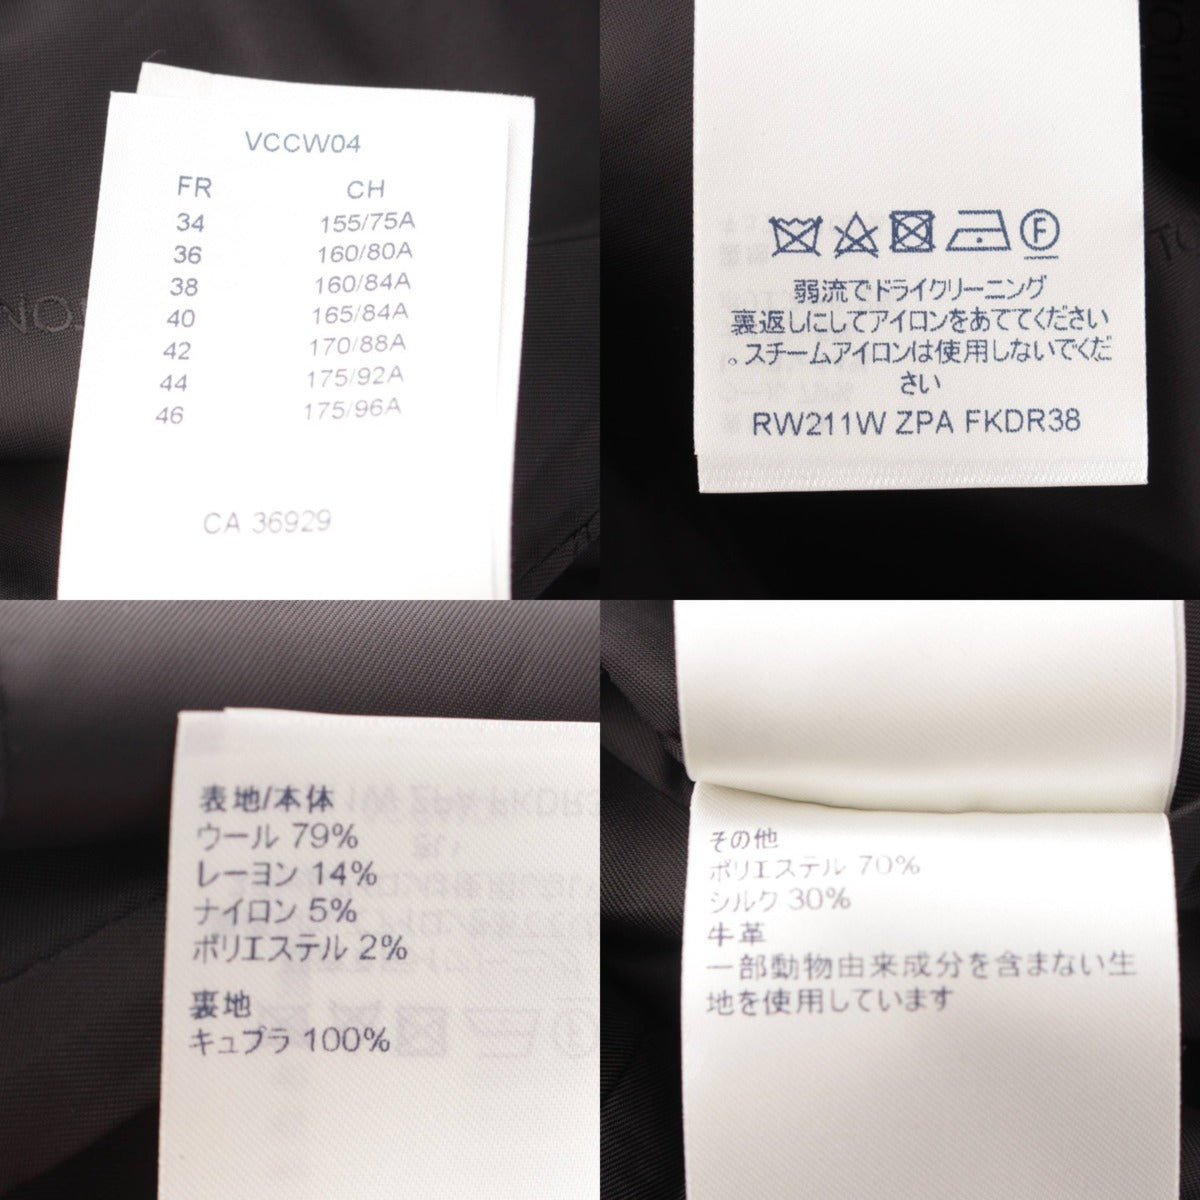 VCCW04
FR CH
34 155/75A
36 160/80A
38 160/84A
40 165/84A
42 170/88A
44 175/92A
46 175/96A
CA 36929
F
弱流でドライクリーニング
裏返しにしてアイロンをあててください
。スチームアイロンは使用しないでくだ
さい
RW211W ZPA FKDR38
表地/本体
ウール 79%
レーヨン 14%
ナイロン 5%
ポリエステル 2%
裏地
キュプラ 100%
その他
ポリエステル 70%
シルク 30%
牛革
一部動物由来成分を含まない生
地を使用しています